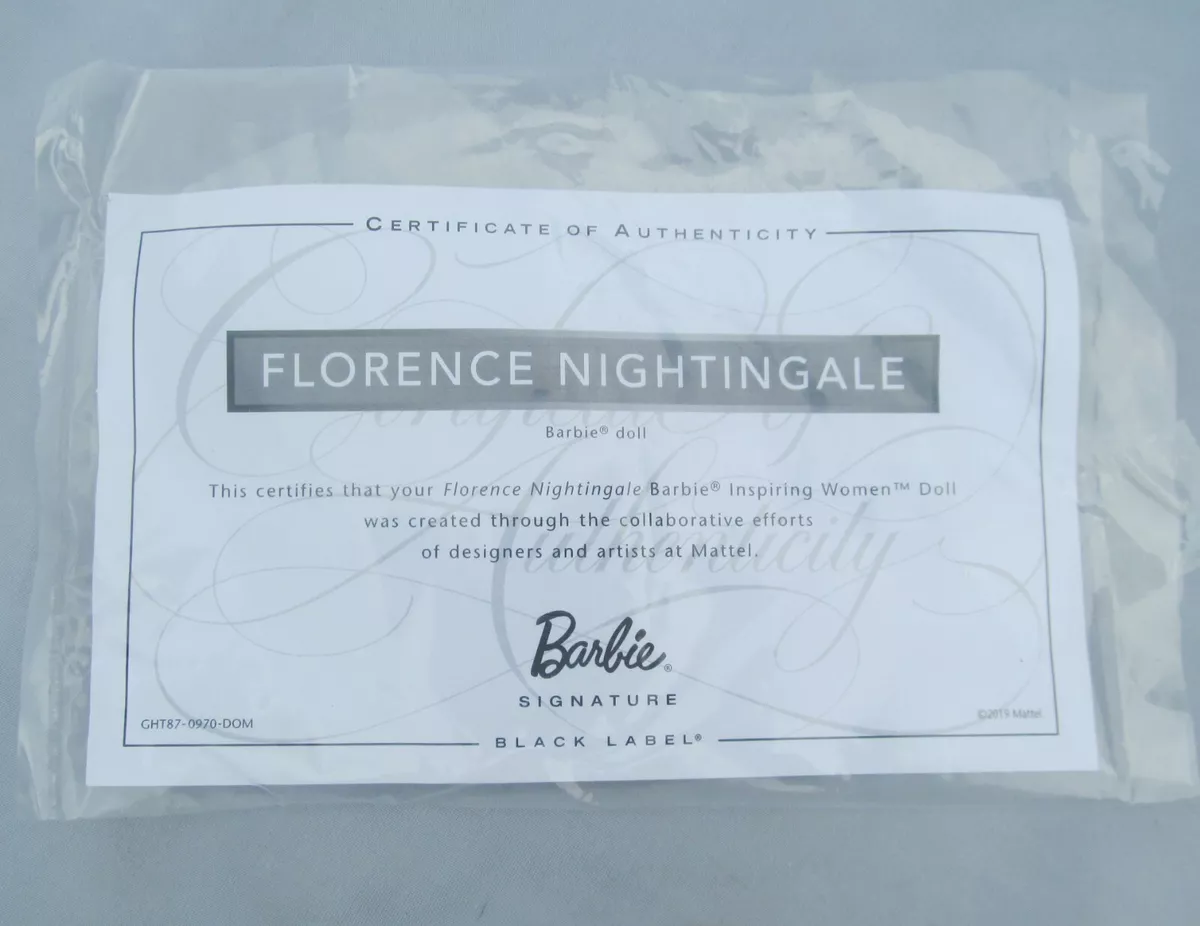 CERTIFICATE OF AUTHENTICITY
FLORENCE NIGHTINGALE
Barbie® doll
This certifies that your Florence Nightingale Barbie® Inspiring Women™ Doll
was created through the collaborative efforts
of designers and artists at Mattel.
Authenticity
Barbie®
SIGNATURE
GHT87-0970-DOM
©2019 Mattel
BLACK LABEL®